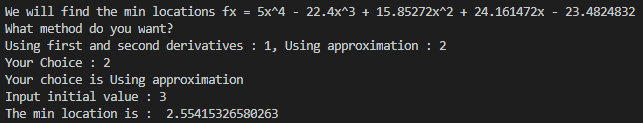 We will find the min locations fx = 5x^4 - 22.4x^3 + 15.85272x^2 + 24.161472x - 23.4824832
What method do you want?
Using first and second derivatives : 1, Using approximation : 2
Your Choice : 2
Your choice is Using approximation
Input initial value : 3
The min location is :  2.55415326580263